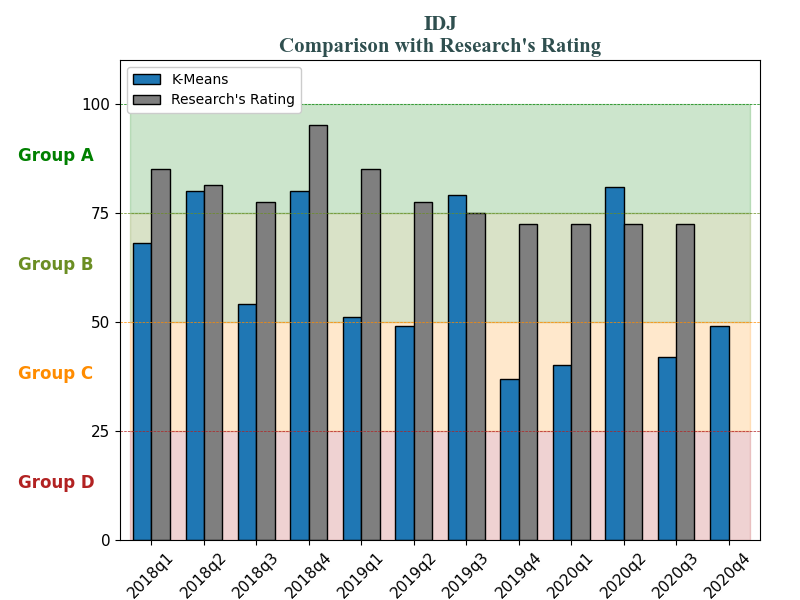 IDJ
Comparison with Research's Rating
K-Means
Research's Rating
100
Group A
75
Group B
50
Group C
25
Group D
0
2018q1 2018q2 2018q3 2018q4 2019q1 2019q2 2019q3 2019q4 2020q1 2020q2 2020q3 2020q4